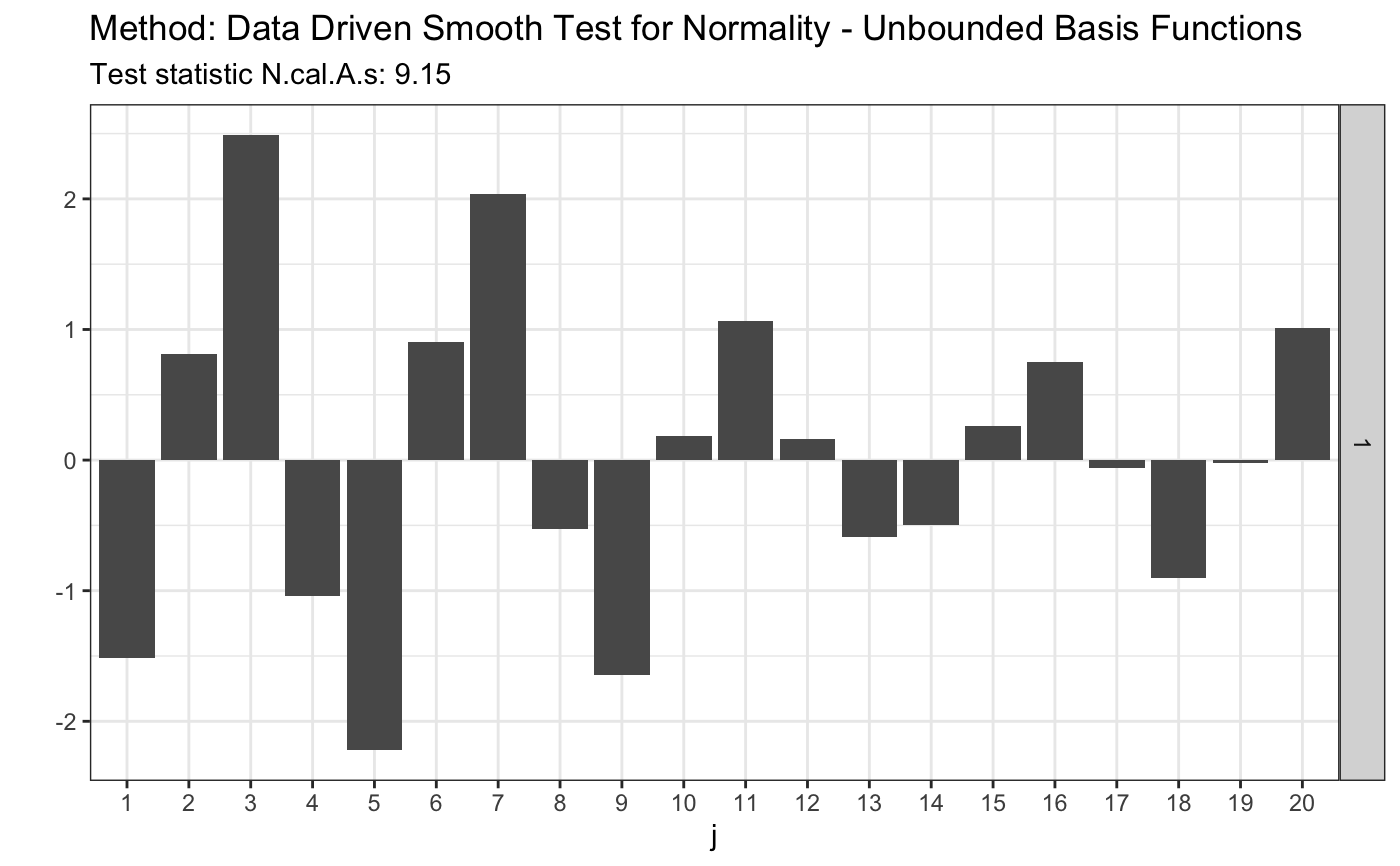 Method: Data Driven Smooth Test for Normality - Unbounded Basis Functions
Test statistic N.cal.A.s: 9.15
2
1
0
-1
-2
1
1 2 3 4 5 6 7 8 9 10 11 12 13 14 15 16 17 18 19 20
j